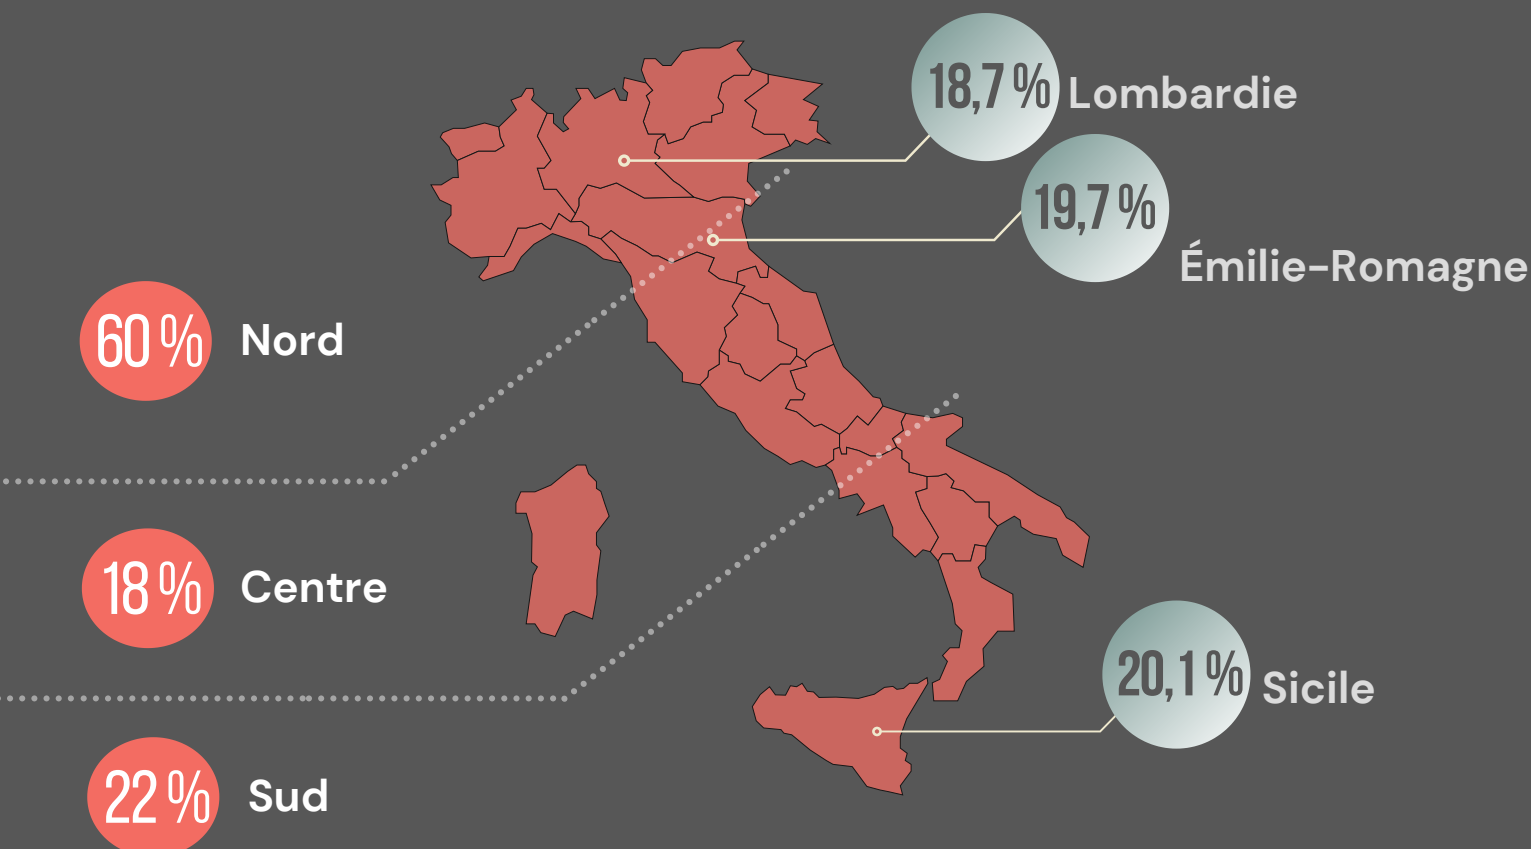 18,7 %
Lombardie
19,7 %
Émilie-Romagne
60 %
Nord
18 %
Centre
20,1 %
Sicile
22 %
Sud